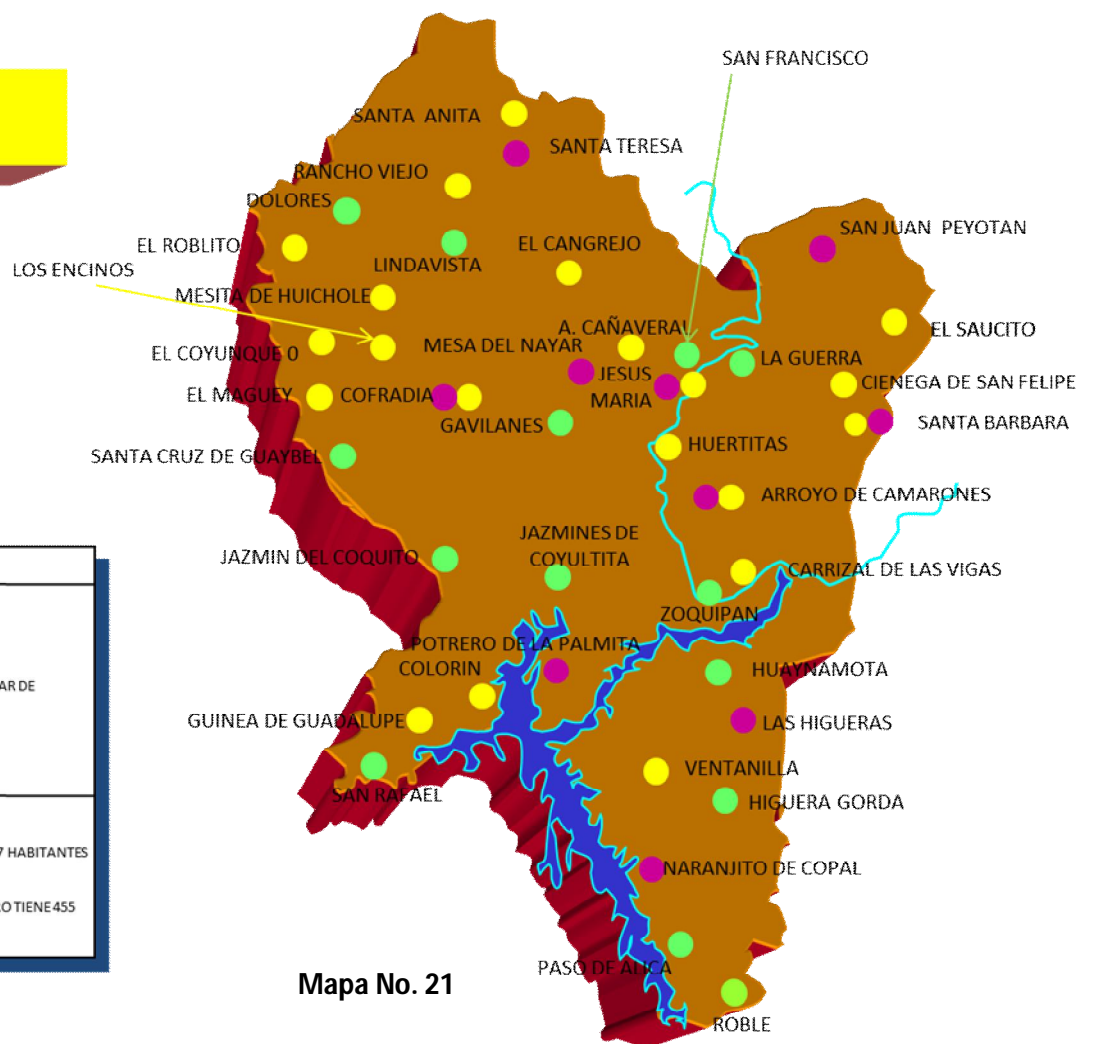 SAN FRANCISCO
SANTA ANITA
SANTA TERESA
RANCHO VIEJO
DOLORES
SAN JUAN PEYOTAN
EL ROBLITO
EL CANGREJO
LINDAVISTA
LOS ENCINOS
MESITA DE HUICHOLE
A. CAÑAVERAL
EL SAUCITO
EL COYUNQUE 0
MESA DEL NAYAR
LA GUERRA
JESUS
MARIA
CIENEGA DE SAN FELIPE
EL MAGUEY
COFRADIA
GAVILANES
SANTA BARBARA
HUERTITAS
SANTA CRUZ DE GUAYBEL
ARROYO DE CAMARONES
JAZMINES DE
COYULTITA
JAZMIN DEL COQUITO
CARRIZAL DE LAS VIGAS
ZOQUIPAN
POTRERO DE LA PALMITA
COLORIN
HUAYNAMOTA
AR DE
GUINEA DE GUADALUPE
LAS HIGUERAS
VENTANILLA
SAN RAFAEL
HIGUERA GORDA
7 HABITANTES
NARANJITO DE COPAL
RO TIENE 455
PASO DE ALICA
Mapa No. 21
ROBLE